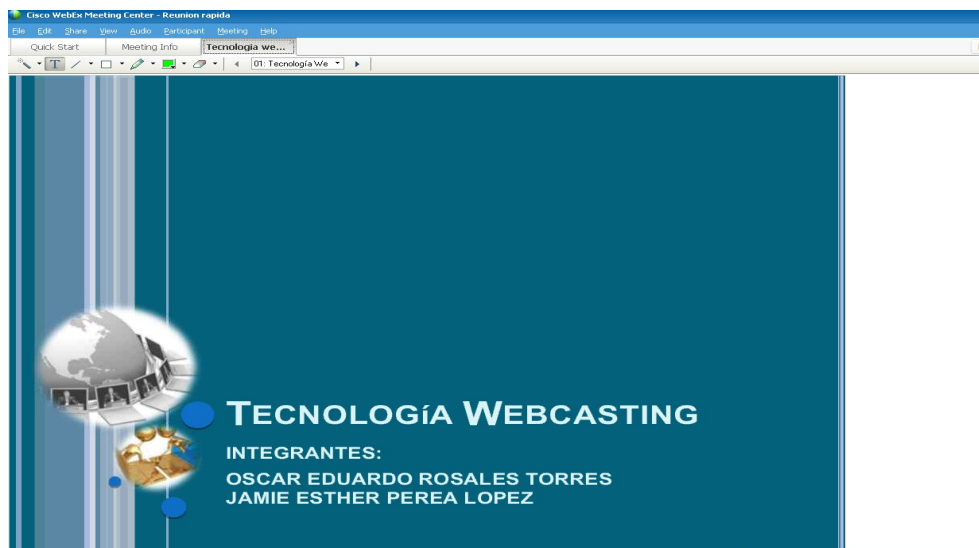 Cisco WebEx Meeting Center - Reunion rapida
File Edit Share View Audio Participant Meeting Help
Quick Start Meeting Info Tecnologia we...
T 01: Tecnología We
TECNOLOGíA WEBCASTING
INTEGRANTES:
OSCAR EDUARDO ROSALES TORRES
JAMIE ESTHER PEREA LOPEZ